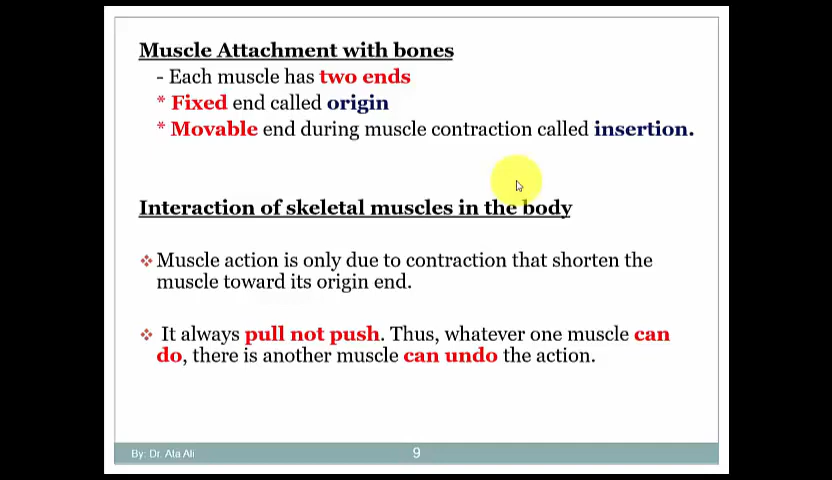 Muscle Attachment with bones
- Each muscle has two ends
* Fixed end called origin
* Movable end during muscle contraction called insertion.
Interaction of skeletal muscles in the body
❖ Muscle action is only due to contraction that shorten the
muscle toward its origin end.
❖ It always pull not push. Thus, whatever one muscle can
do, there is another muscle can undo the action.
By: Dr. Ata Ali
9